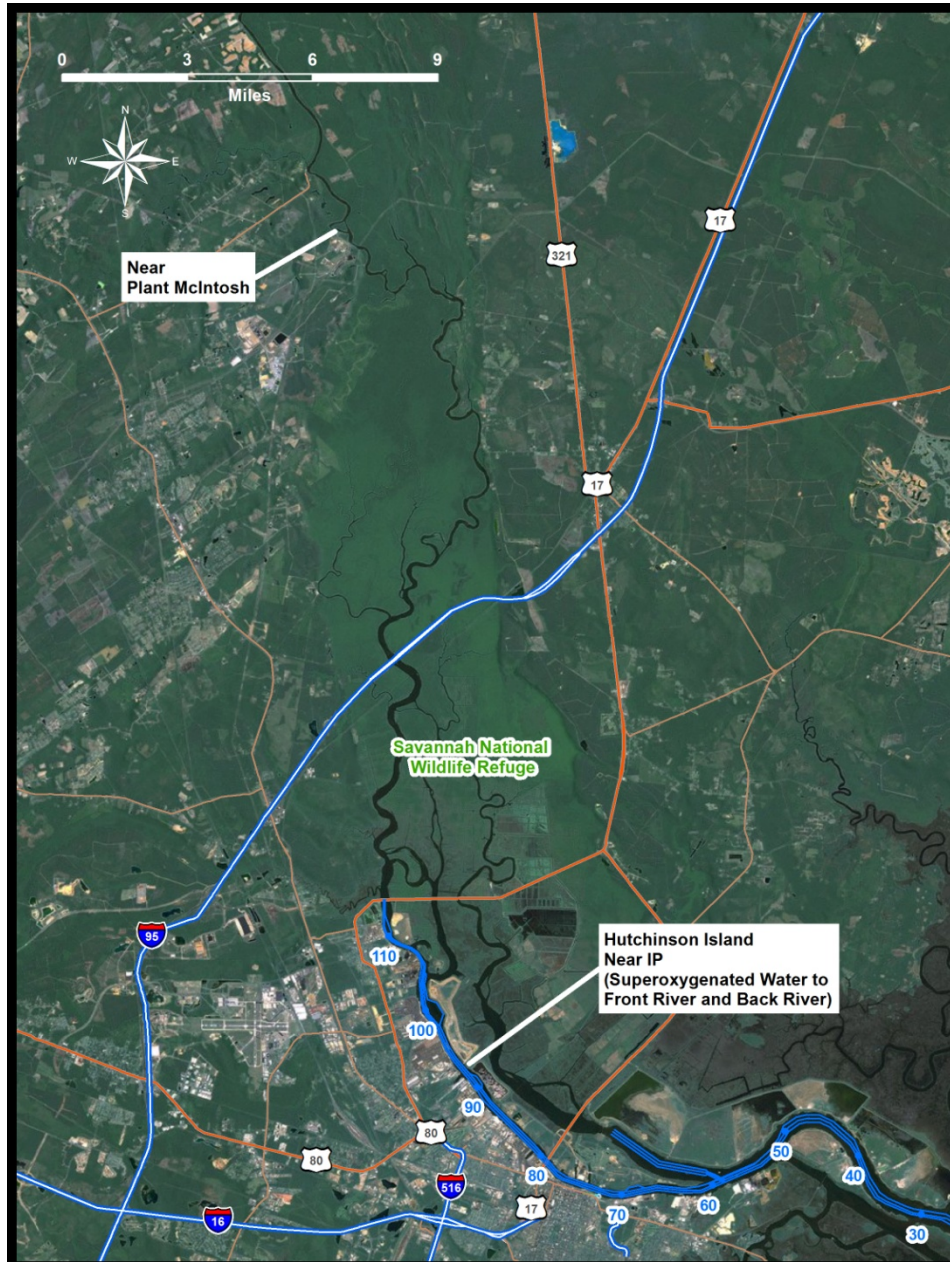 0 3 6 9
Miles
N
W E
S
17
321
Near
Plant McIntosh
17
Savannah National
Wildlife Refuge
95
Hutchinson Island
Near IP
(Superoxygenated Water to
Front River and Back River)
110
100
90
80
80
80
50
40
516
17
16
70
60
30